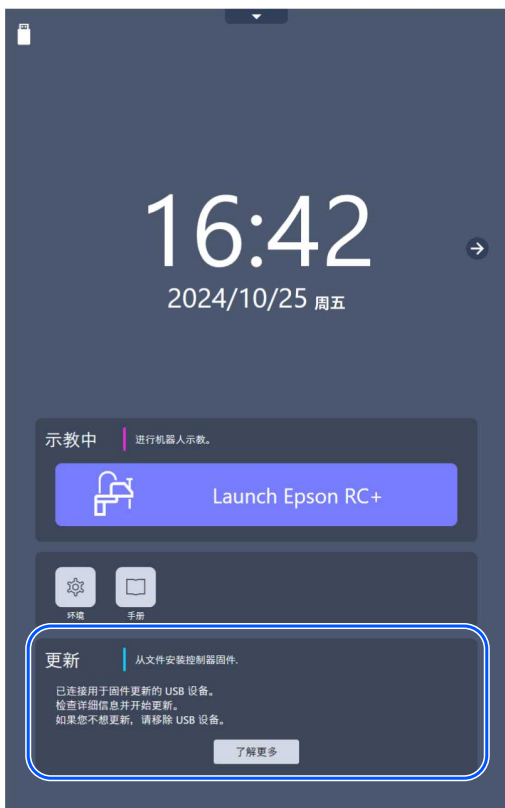 16:42
2024/10/25 周五
示教中 进行机器人示教。
Launch Epson RC+
环境 手册
更新 从文件安装控制器固件.
已连接用于固件更新的 USB 设备。
检查详细信息并开始更新。
如果您不想更新，请移除 USB 设备。
了解更多